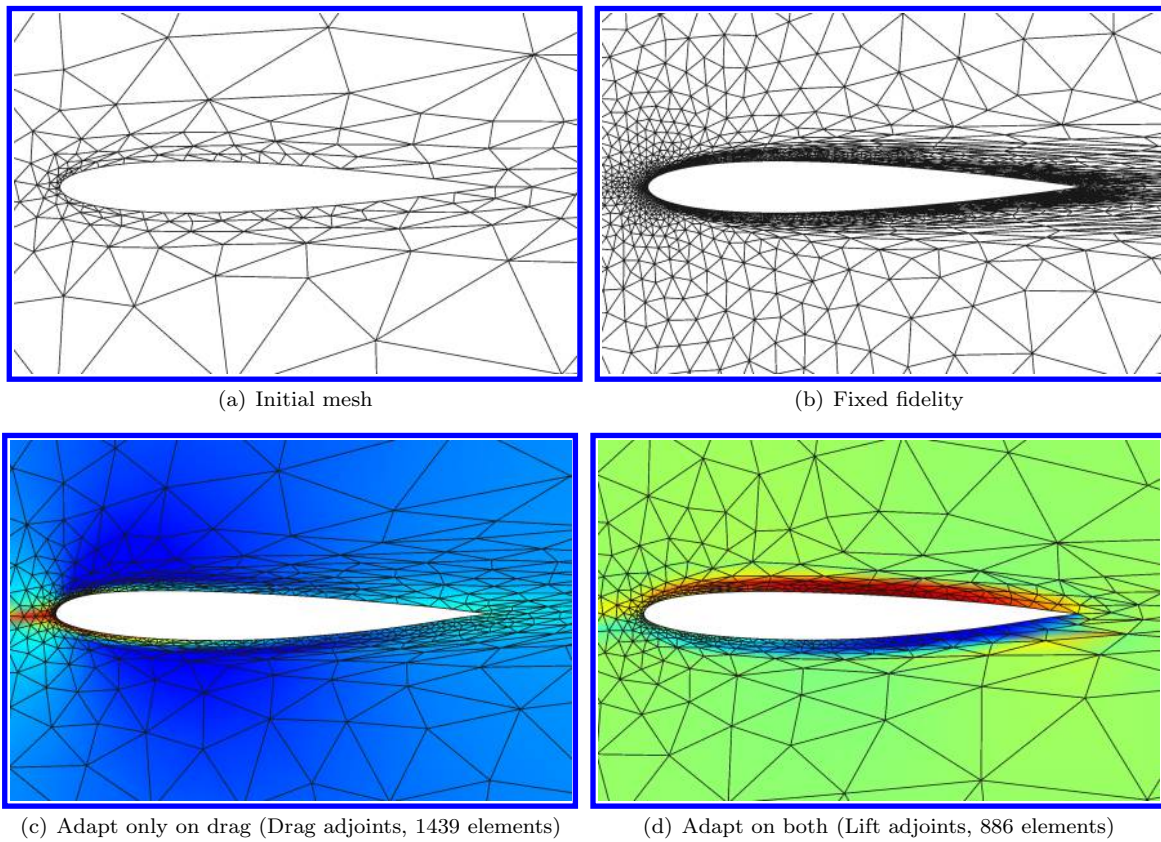 (a) Initial mesh
(b) Fixed fidelity
(c) Adapt only on drag (Drag adjoints, 1439 elements)
(d) Adapt on both (Lift adjoints, 886 elements)